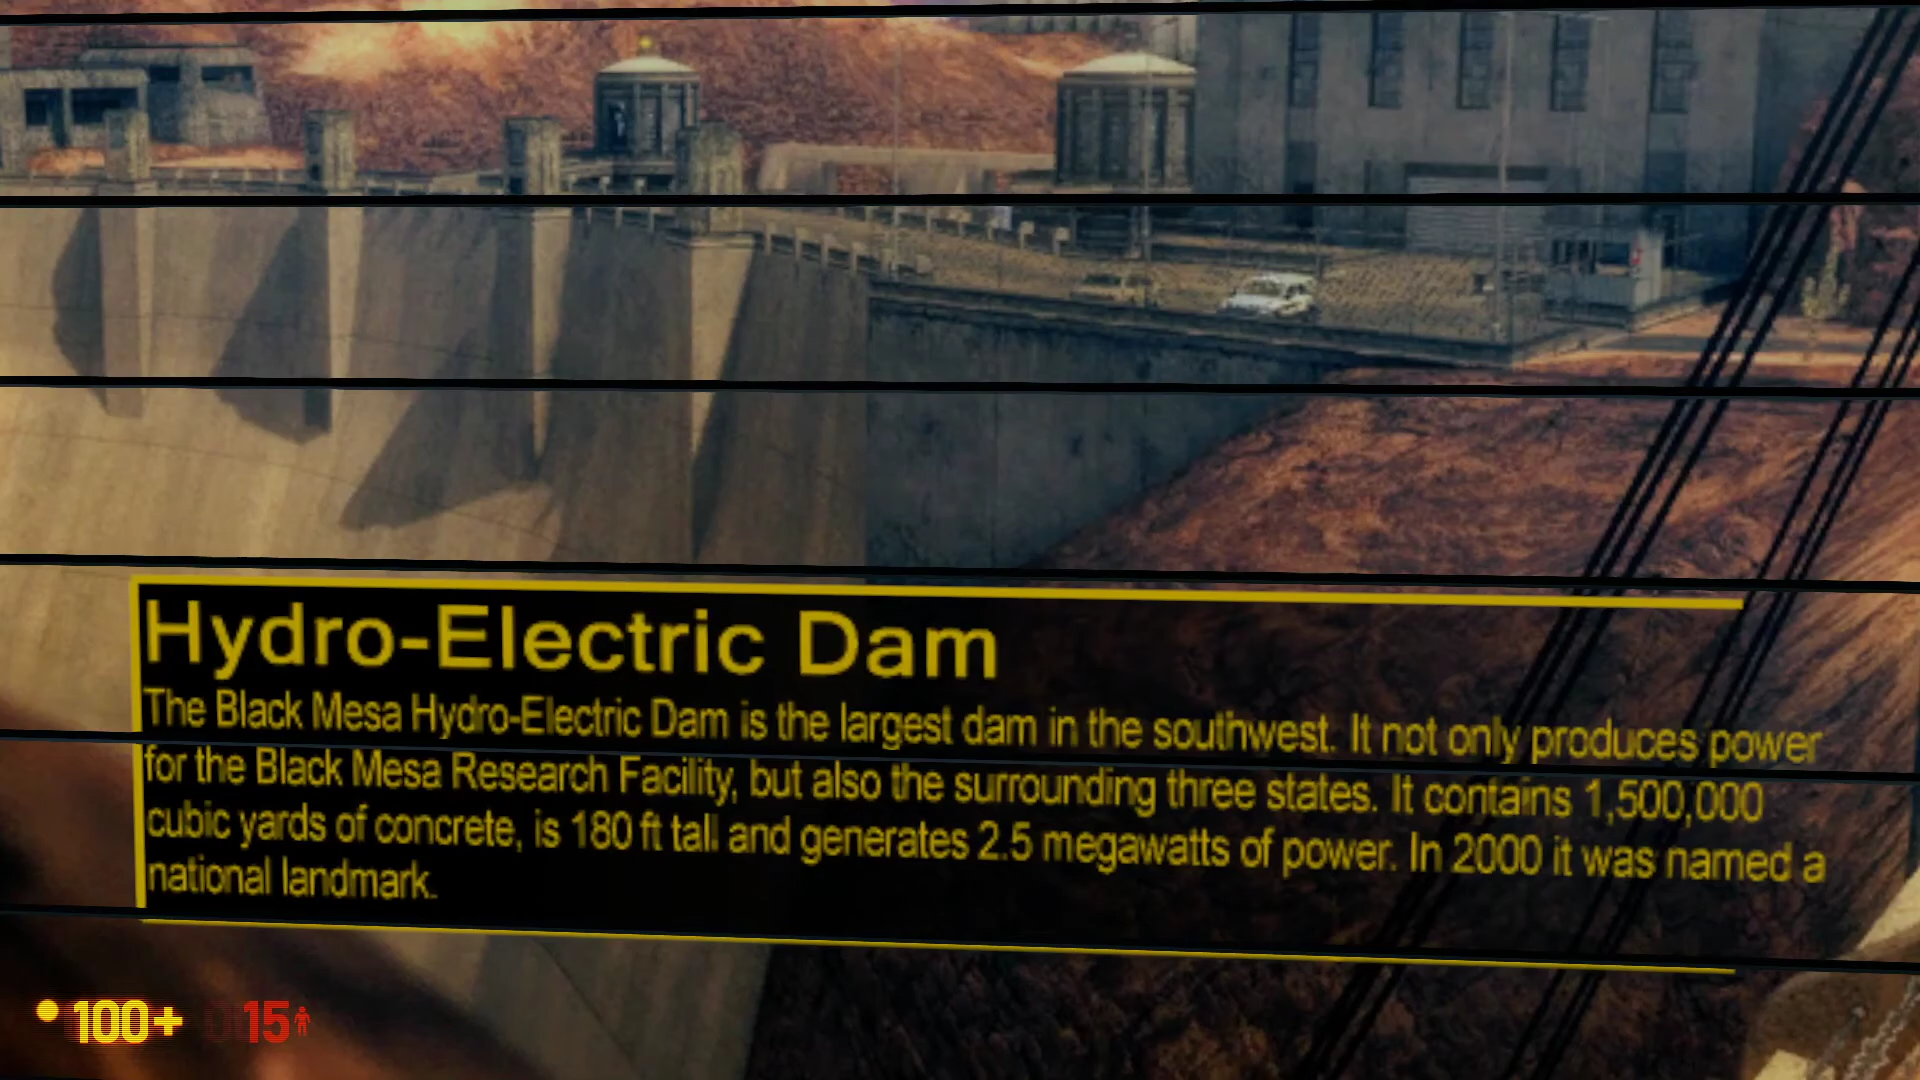 Hydro-Electric Dam
The Black Mesa Hydro-Electric Dam is the largest dam in the southwest. It not only produces power
for the Black Mesa Research Facility, but also the surrounding three states. It contains 1,500,000
cubic yards of concrete, is 180 ft tall and generates 2.5 megawatts of power. In 2000 it was named a
national landmark.
100+ 15